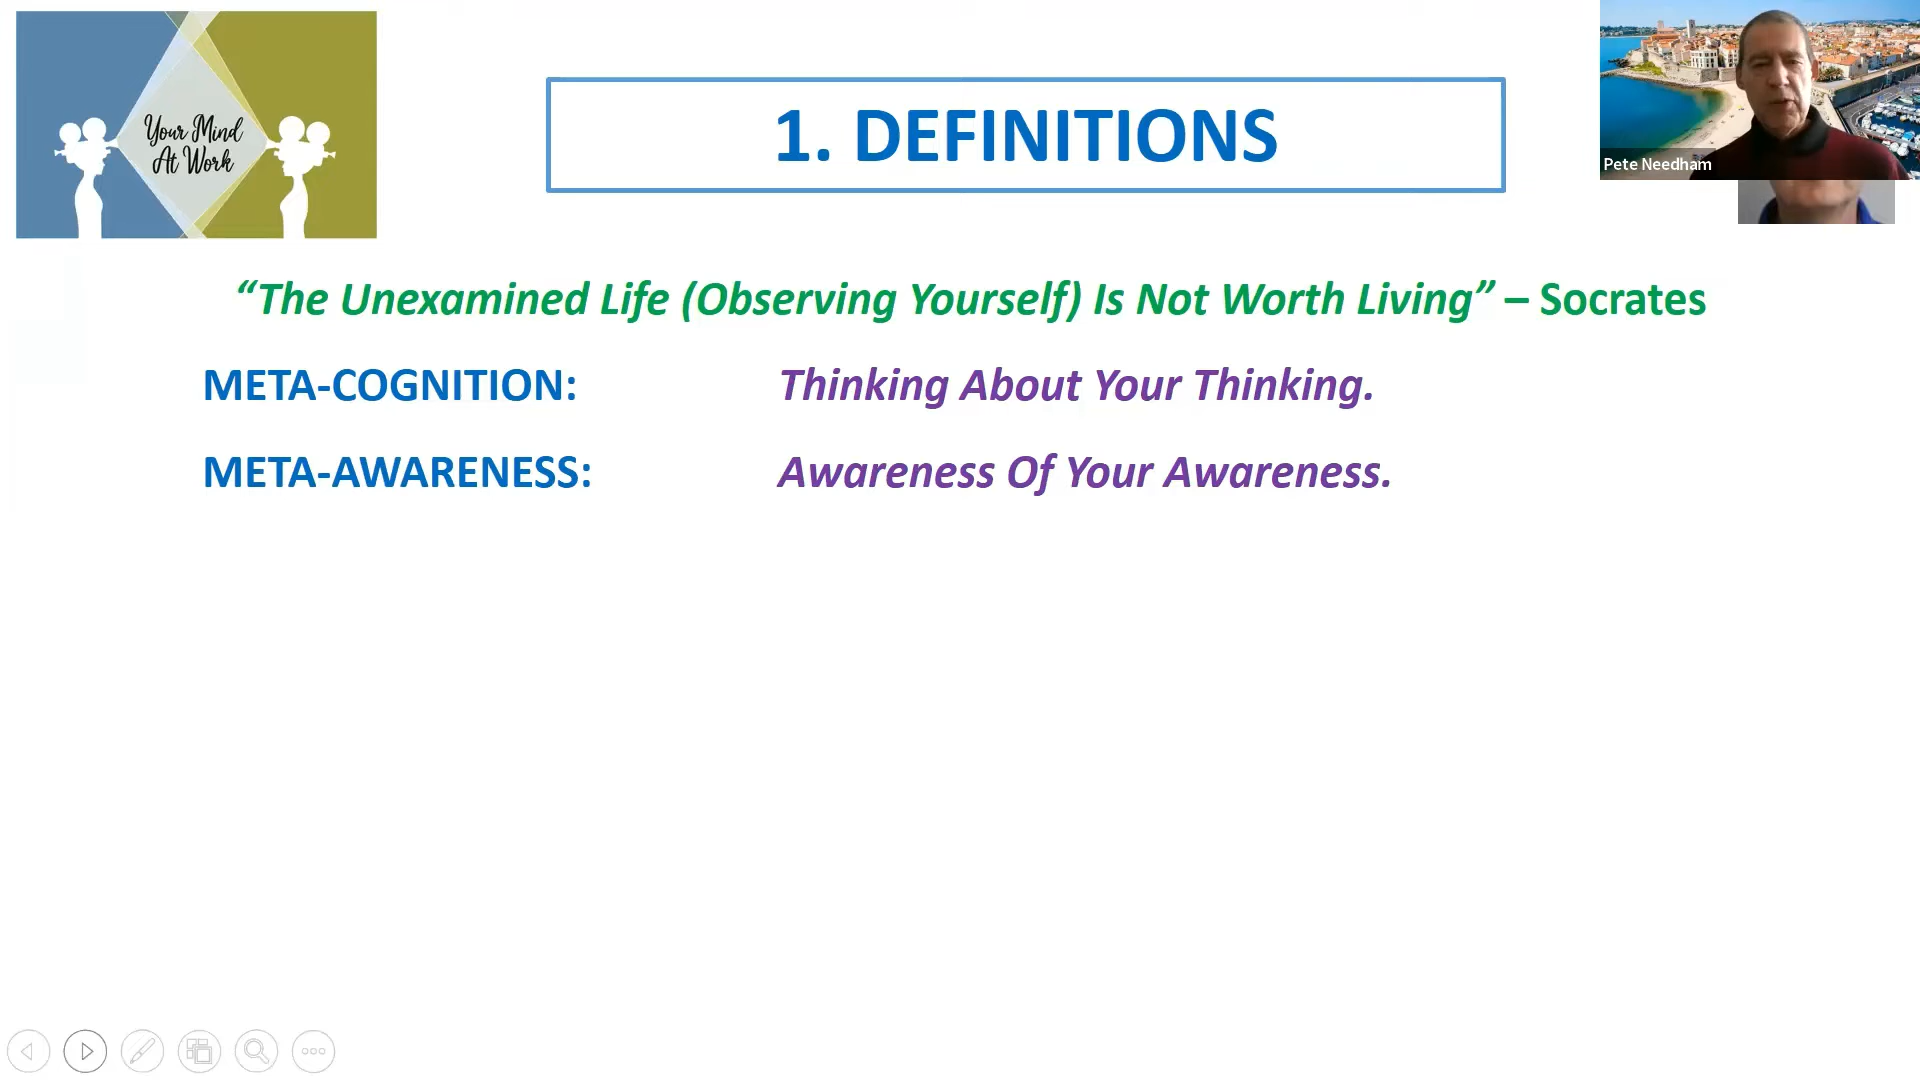 Your Mind
At Work
1. DEFINITIONS
Pete Needham
“The Unexamined Life (Observing Yourself) Is Not Worth Living” – Socrates
META-COGNITION: Thinking About Your Thinking.
META-AWARENESS: Awareness Of Your Awareness.